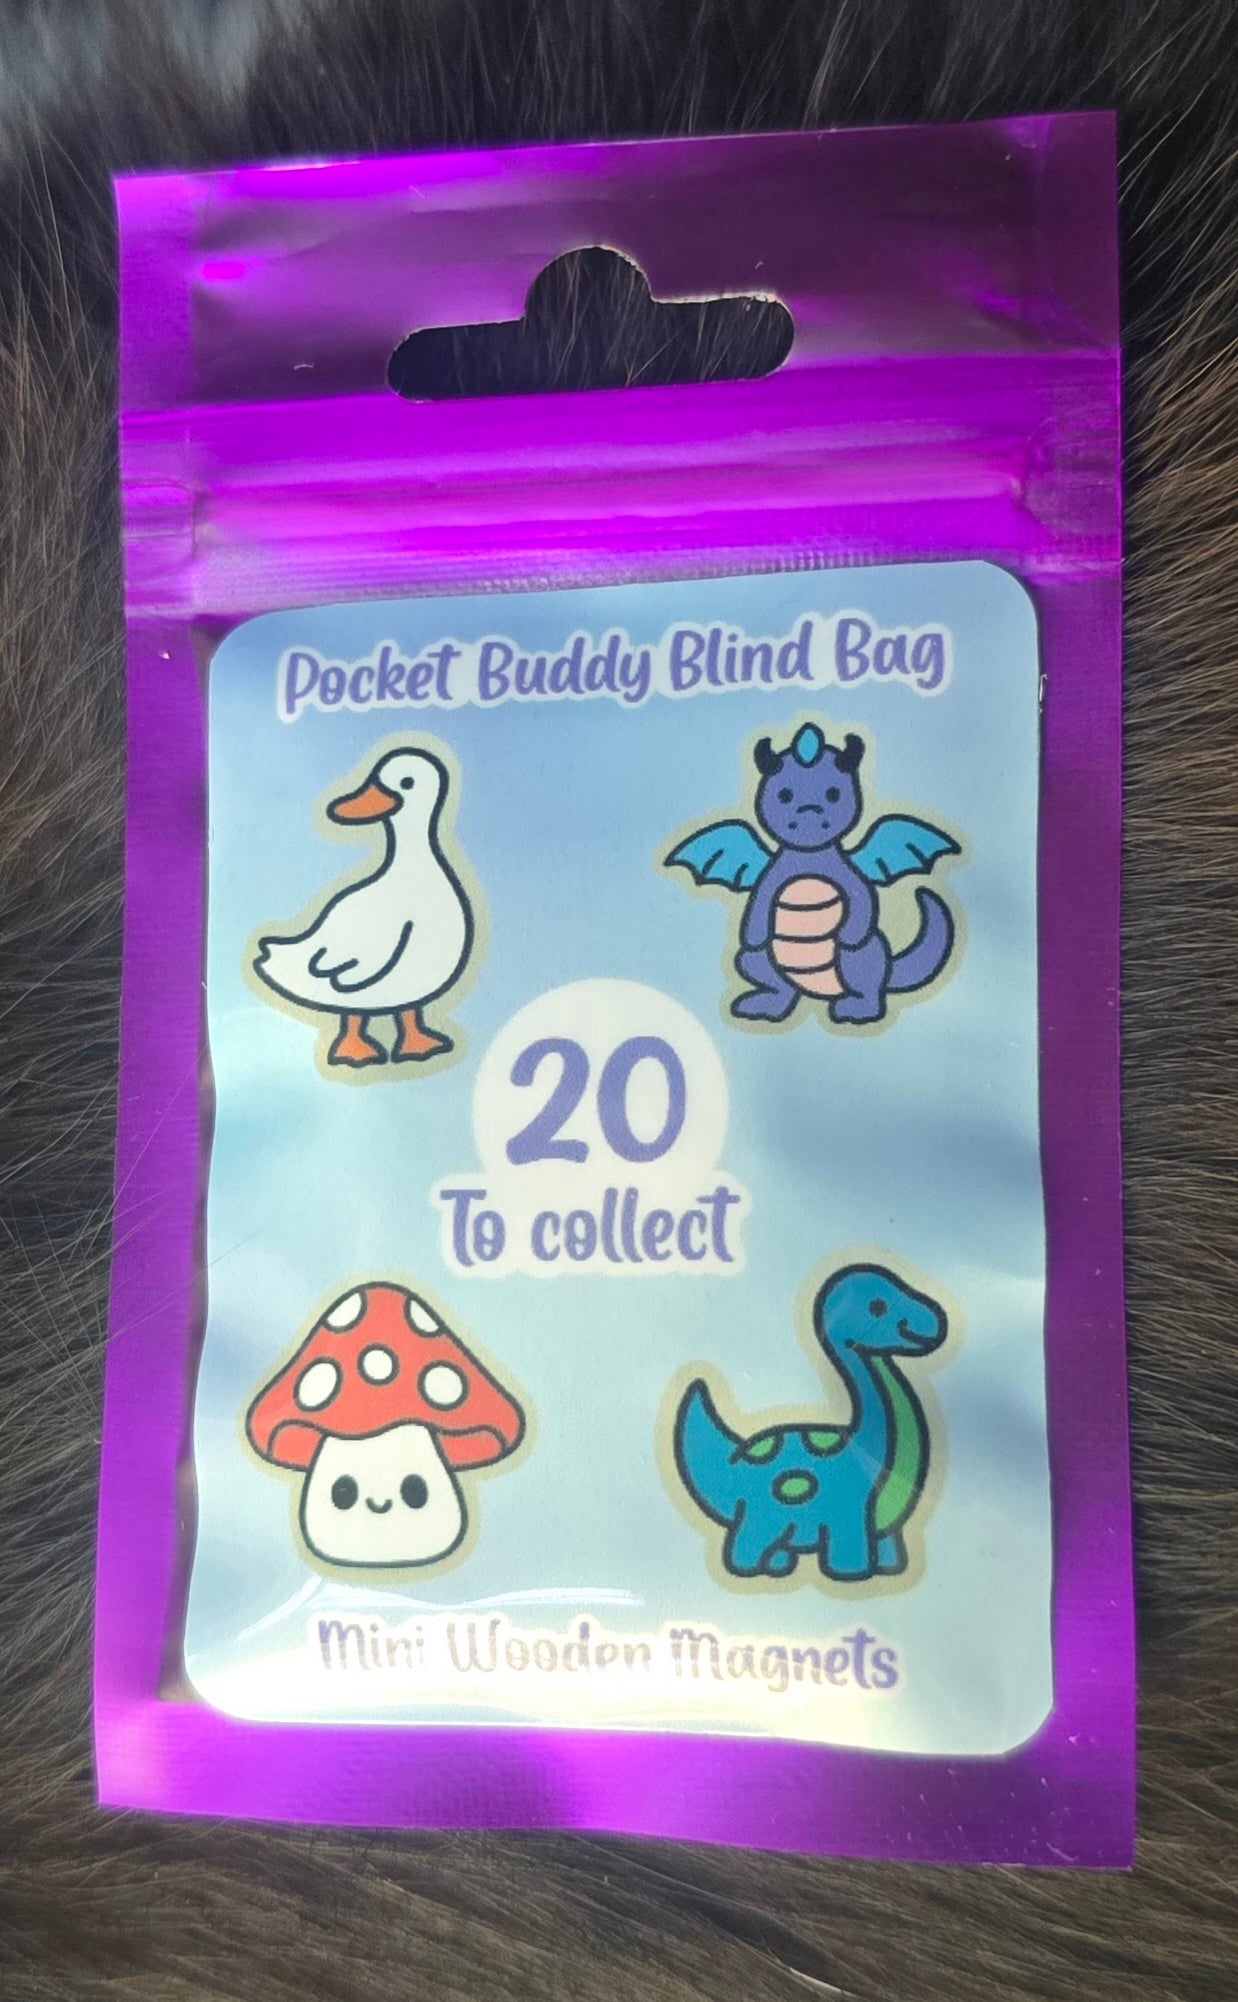 Pocket Buddy Blind Bag
20
To collect
Mini Wooden Magnets